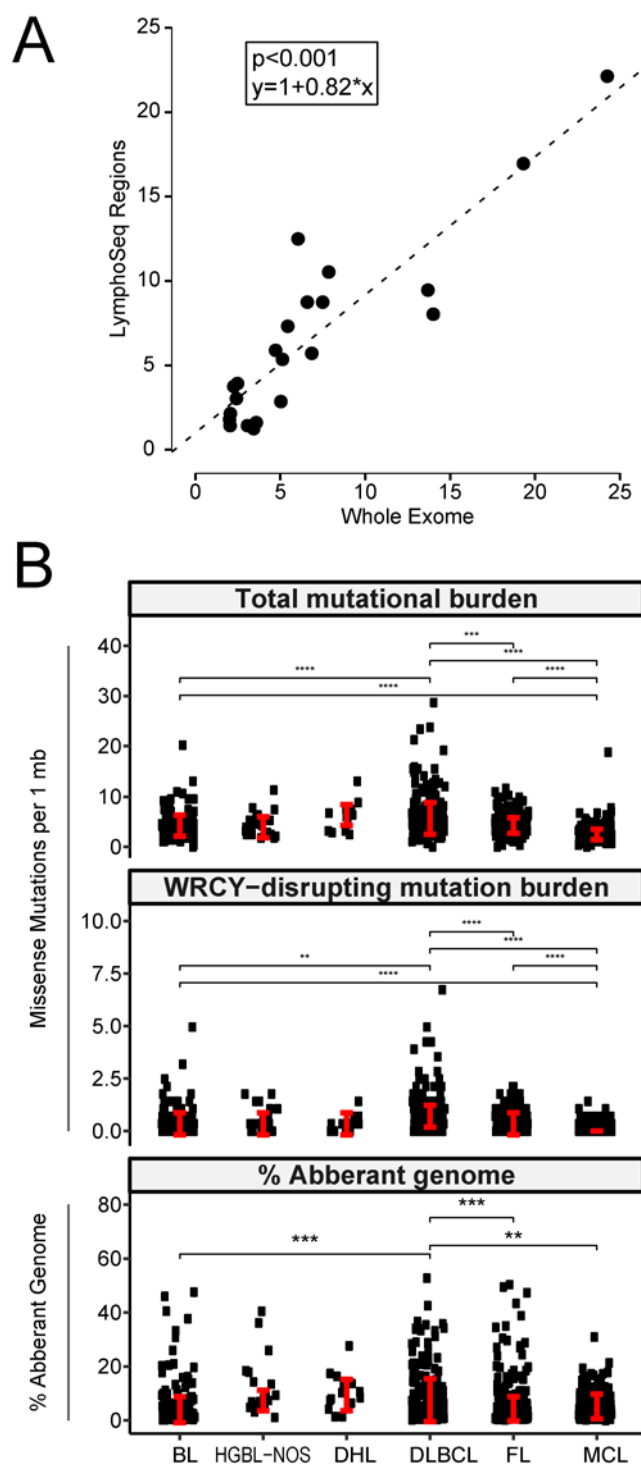 A
p<0.001
y=1+0.82*x
25
20
15
10
5
0
LymphoSeq Regions
0 5 10 15 20 25
Whole Exome
B
Total mutational burden
Missense Mutations per 1 mb
40
30
20
10
0
***
****
**** ****
****
WRCY-disrupting mutation burden
10.0
7.5
5.0
2.5
0.0
****
****
** ****
****
% Abberant genome
% Abberant Genome
80
60
40
20
0
***
*** **
BL HGBL-NOS DHL DLBCL FL MCL